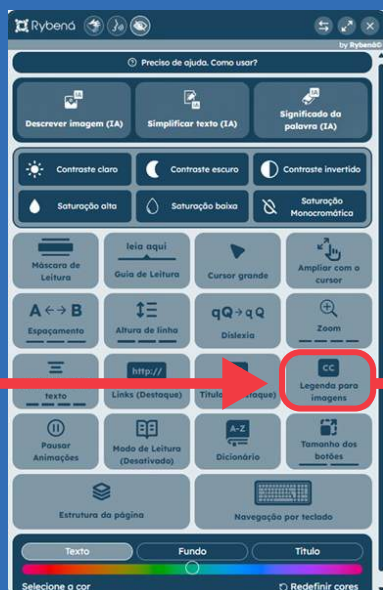 Rybená
by Rybená®
Preciso de ajuda. Como usar?
Descrever imagem (IA)
Simplificar texto (IA)
Significado da
palavra (IA)
Contraste claro
Contraste escuro
Contraste invertido
Saturação alta
Saturação baixa
Saturação
Monocromática
Máscara de
Leitura
leia aqui
Guia de Leitura
Cursor grande
Ampliar com o
cursor
A ↔ B
Espaçamento
Altura de linha
qQ→qQ
Dislexia
Zoom
texto
http://
Links (Destaque)
CC
Legenda para
imagens
Pausar
Animações
Modo de Leitura
(Desativado)
A-Z
Dicionário
Tamanho dos
botões
Estrutura da página
Navegação por teclado
Texto
Fundo
Título
Selecione a cor
Redefinir cores